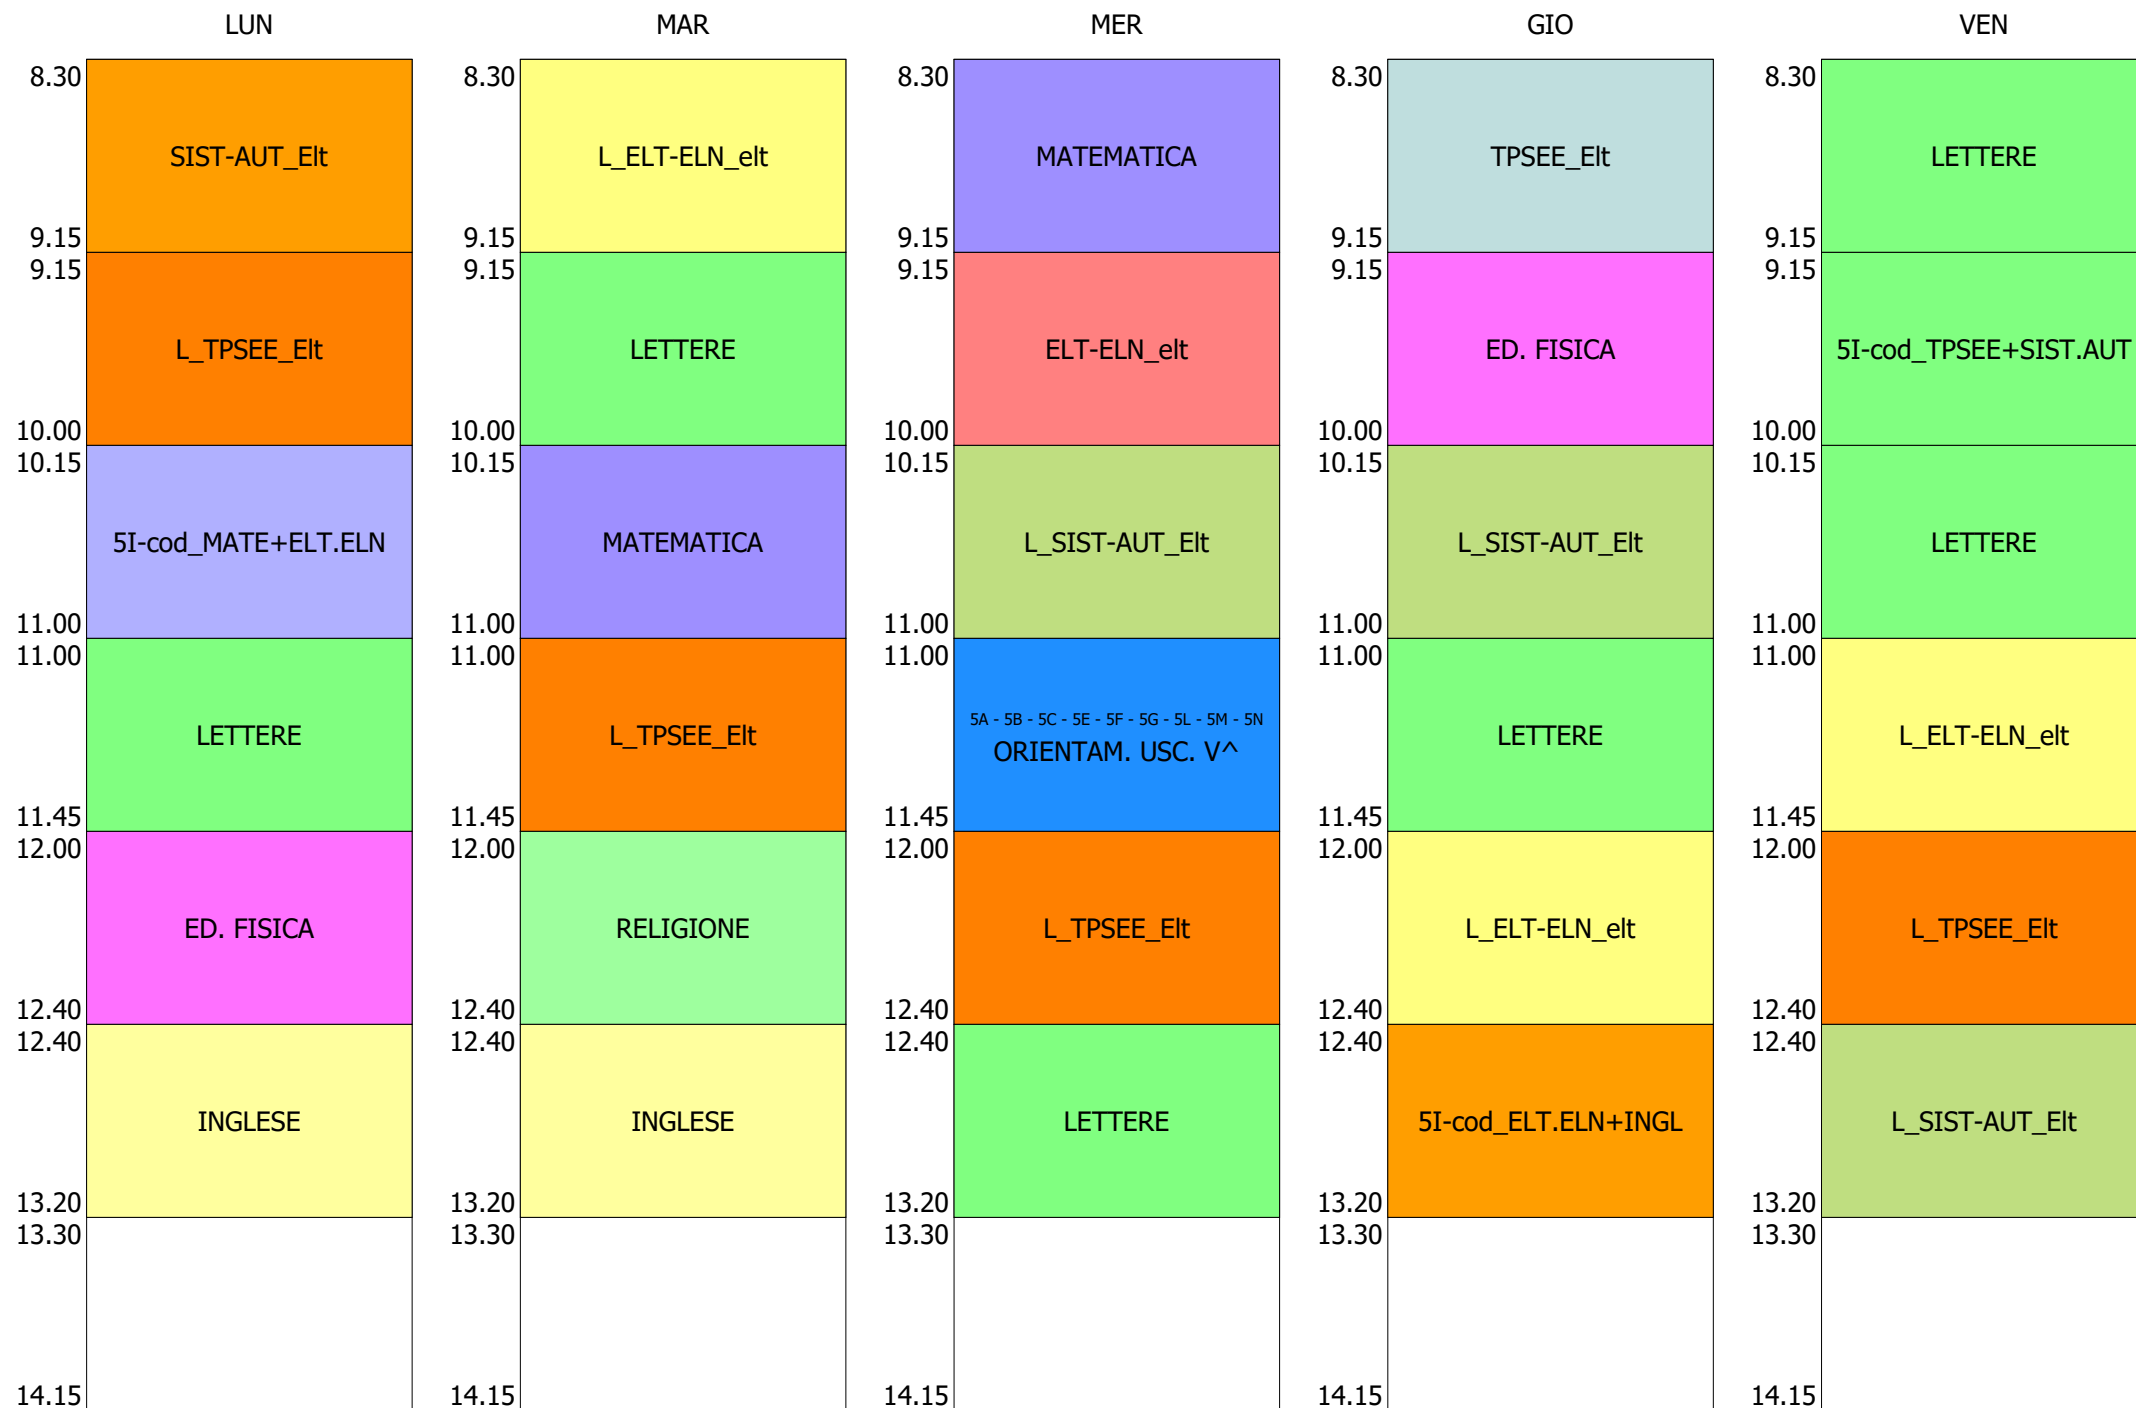 LUN MAR MER GIO VEN
8.30 8.30 8.30 8.30 8.30
SIST-AUT_Elt L_ELT-ELN_elt MATEMATICA TPSEE_Elt LETTERE
9.15 9.15 9.15 9.15 9.15
9.15 9.15 9.15 9.15 9.15
L_TPSEE_Elt LETTERE ELT-ELN_elt ED. FISICA 5I-cod_TPSEE+SIST.AUT
10.00 10.00 10.00 10.00 10.00
10.15 10.15 10.15 10.15 10.15
5I-cod_MATE+ELT.ELN MATEMATICA L_SIST-AUT_Elt L_SIST-AUT_Elt LETTERE
11.00 11.00 11.00 11.00 11.00
11.00 11.00 11.00 11.00 11.00
5A - 5B - 5C - 5E - 5F - 5G - 5L - 5M - 5N
LETTERE L_TPSEE_Elt ORIENTAM. USC. V^ LETTERE L_ELT-ELN_elt
11.45 11.45 11.45 11.45 11.45
12.00 12.00 12.00 12.00 12.00
ED. FISICA RELIGIONE L_TPSEE_Elt L_ELT-ELN_elt L_TPSEE_Elt
12.40 12.40 12.40 12.40 12.40
12.40 12.40 12.40 12.40 12.40
INGLESE INGLESE LETTERE 5I-cod_ELT.ELN+INGL L_SIST-AUT_Elt
13.20 13.20 13.20 13.20 13.20
13.30 13.30 13.30 13.30 13.30
14.15 14.15 14.15 14.15 14.15